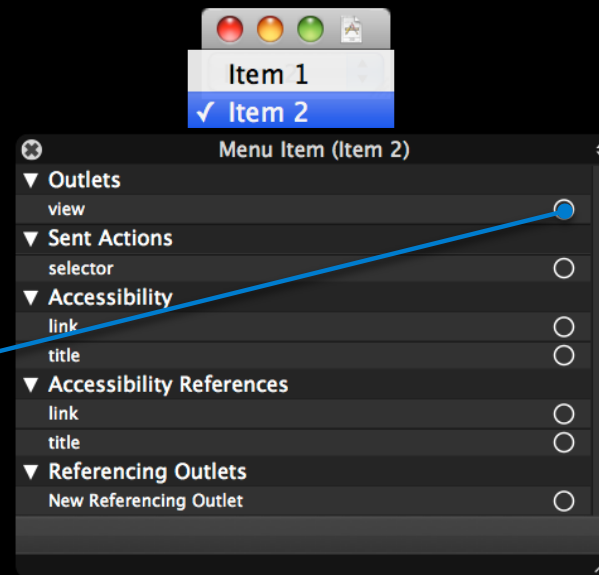 Item 1
✓ Item 2
Menu Item (Item 2)
▼ Outlets
view
▼ Sent Actions
selector
▼ Accessibility
link
title
▼ Accessibility References
link
title
▼ Referencing Outlets
New Referencing Outlet